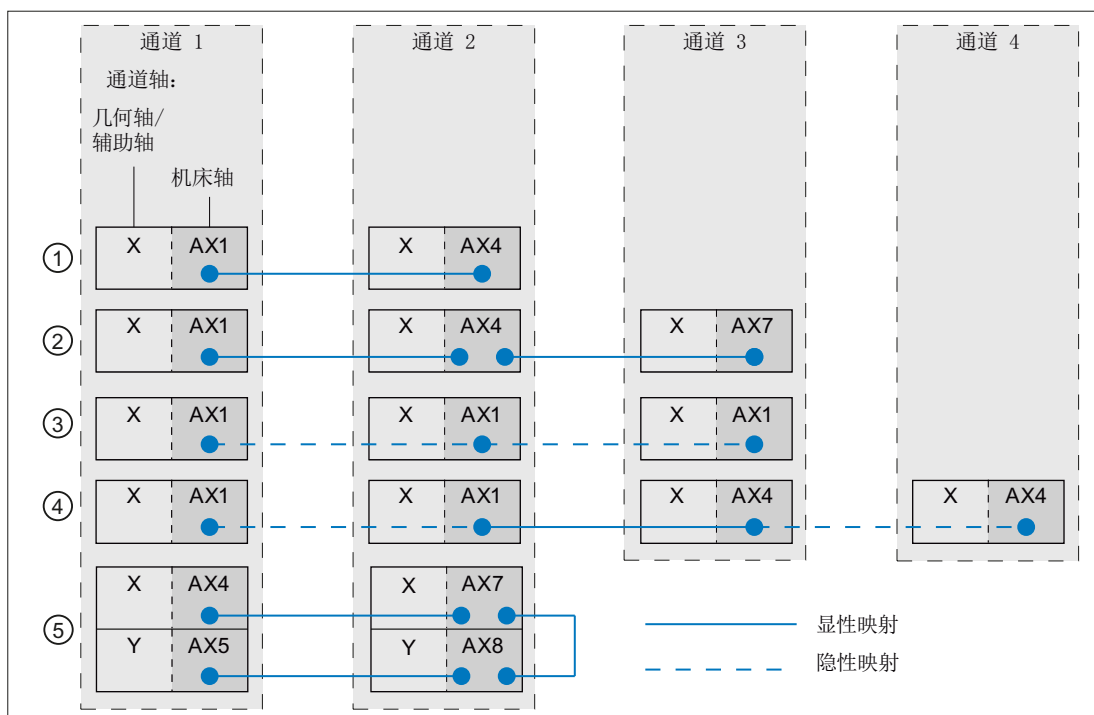 通道 1
通道 2
通道 3
通道 4
通道轴:
几何轴/
辅助轴
机床轴
① X AX1 X AX4
② X AX1 X AX4 X AX7
③ X AX1 X AX1 X AX1
④ X AX1 X AX1 X AX4 X AX4
X AX4 X AX7
⑤
Y AX5 Y AX8
显性映射
隐性映射